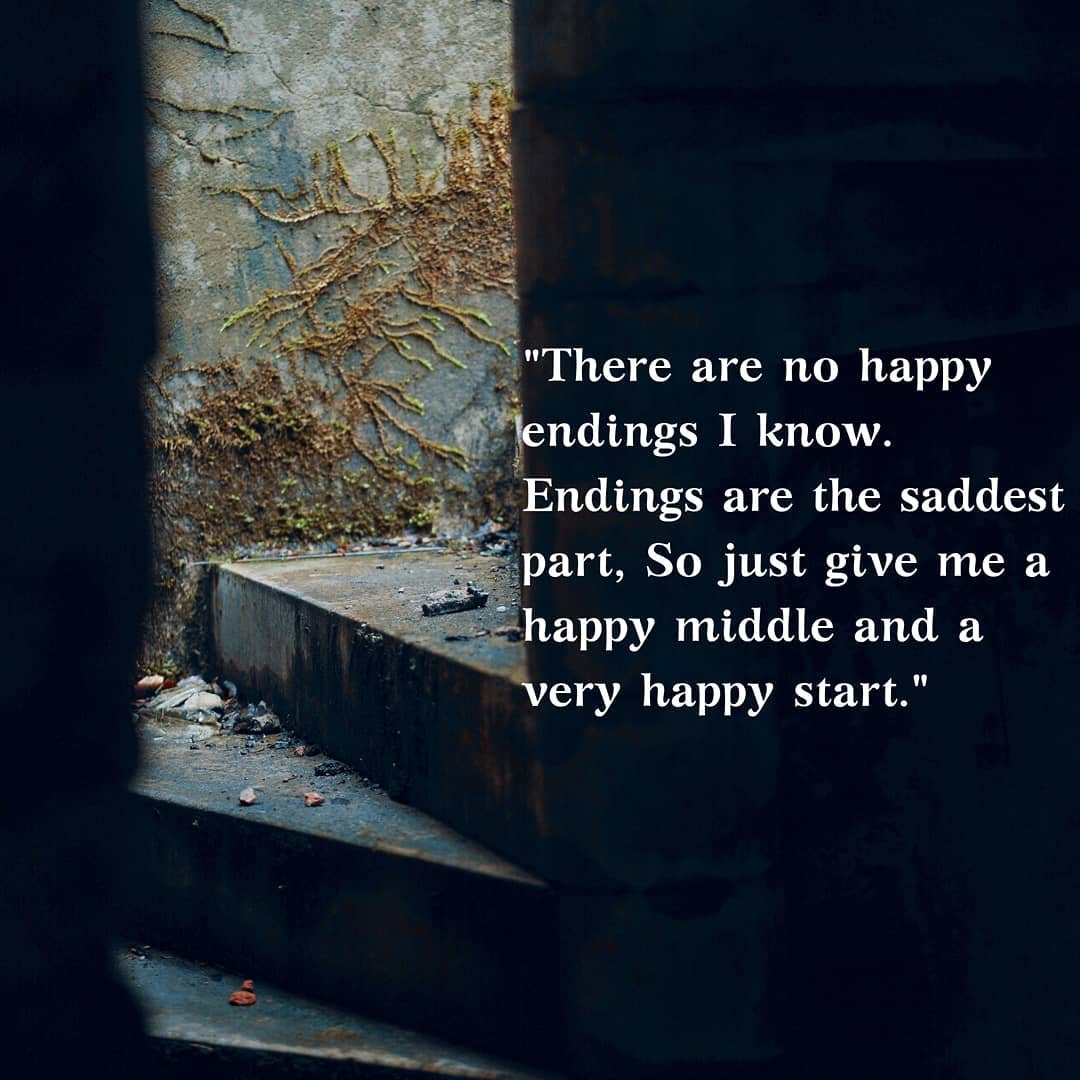 "There are no happy
endings I know.
Endings are the saddest
part, So just give me a
happy middle and a
very happy start."